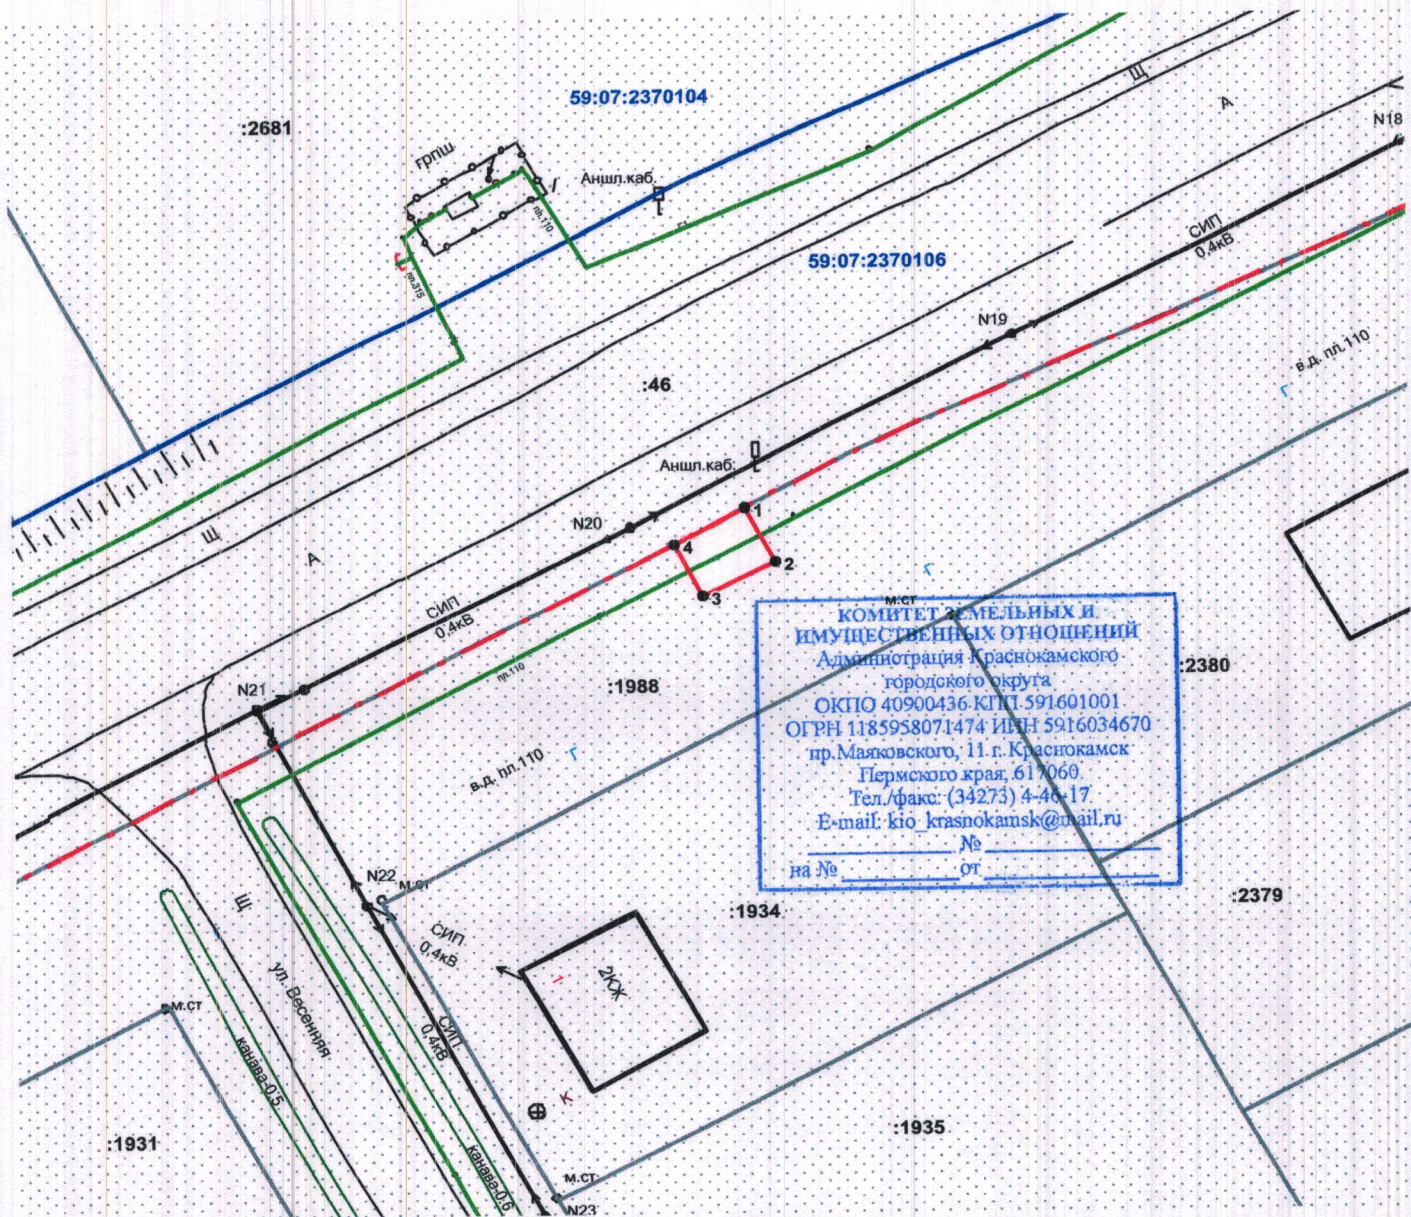 59:07:2370104
:2681
грпш
Аншл.каб.
пл.110
Г
пл.315
59:07:2370106
Щ
А
N18
СИП
0,4кВ
N19
в.д. пл.110
Г
:46
Аншл.каб.
N20
1
4
2
3
Щ
А
СИП
0,4кВ
Г
м.ст
пл.110
N21
:1988
:2380
КОМИТЕТ ЗЕМЕЛЬНЫХ И
ИМУЩЕСТВЕННЫХ ОТНОШЕНИЙ
Администрация Краснокамского
городского округа
ОКПО 40900436 КПП 591601001
ОГРН 1185958071474 ИНН 5916034670
пр.Маяковского, 11 г. Краснокамск
Пермского края, 617060
Тел./факс: (34273) 4-46-17
E-mail: kio_krasnokamsk@mail.ru
№
на № от
в.д. пл.110
Г
N22
м.ст
:1934
:2379
Щ
СИП
0,4кВ
1
2КЖ
ул. Весенняя
м.ст
СИП
0,4кВ
канава-0.5
К
:1931
:1935
канава-0.6
м.ст
N23